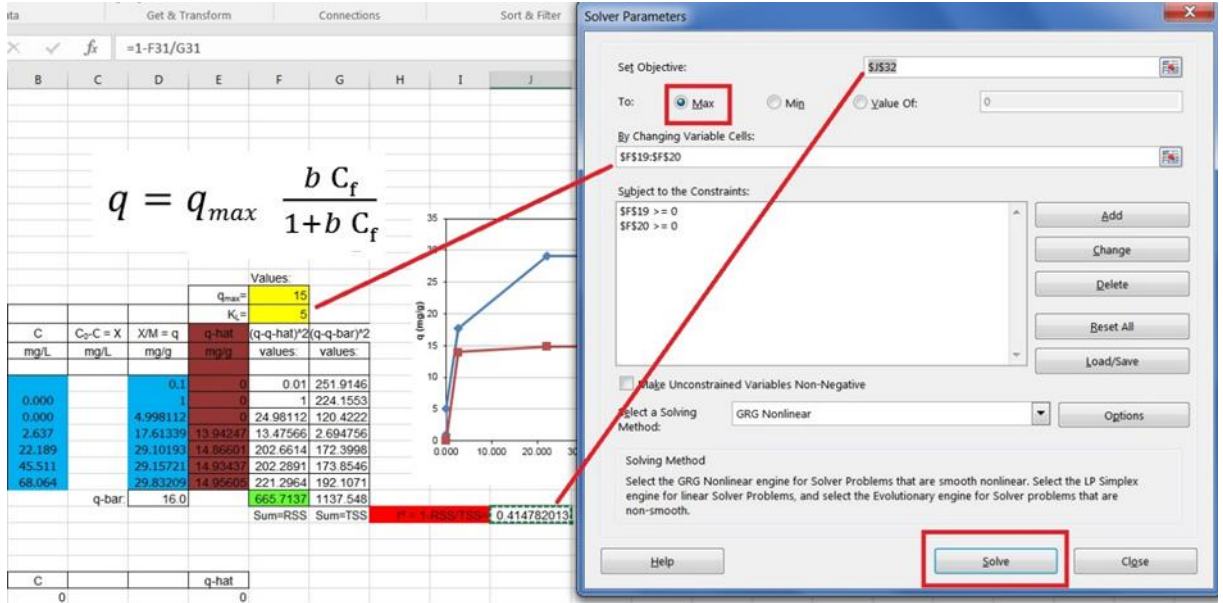 ata Get & Transform Connections Sort & Filter
=1-F31/G31
B C D E F G H I J
q = qmax b Cf / 1+b Cf
Values:
qmax= 15
KL= 5
C C0-C = X X/M = q q-hat (q-q-hat)^2 (q-q-bar)^2
mg/L mg/L mg/g mg/g values: values:
0.1 0 0.01 251.9146
0.000 1 0 1 224.1553
0.000 4.998112 0 24.98112 120.4222
2.637 17.61339 13.94247 13.47566 2.694756
22.189 29.10193 14.86601 202.6614 172.3998
45.511 29.15721 14.93437 202.2891 173.8546
68.064 29.83209 14.95605 221.2964 192.1071
q-bar: 16.0 665.7137 1137.548
Sum=RSS Sum=TSS r² = 1-RSS/TSS= 0.414782013
C q-hat
0 0
35
30
25
20
15
10
5
0
q (mg/g)
0.000 10.000 20.000 30
Solver Parameters
Set Objective: $J$32
To: Max Min Value Of: 0
By Changing Variable Cells:
$F$19:$F$20
Subject to the Constraints:
$F$19 >= 0
$F$20 >= 0
Add
Change
Delete
Reset All
Load/Save
Make Unconstrained Variables Non-Negative
Select a Solving Method: GRG Nonlinear Options
Solving Method
Select the GRG Nonlinear engine for Solver Problems that are smooth nonlinear. Select the LP Simplex
engine for linear Solver Problems, and select the Evolutionary engine for Solver problems that are
non-smooth.
Help Solve Close